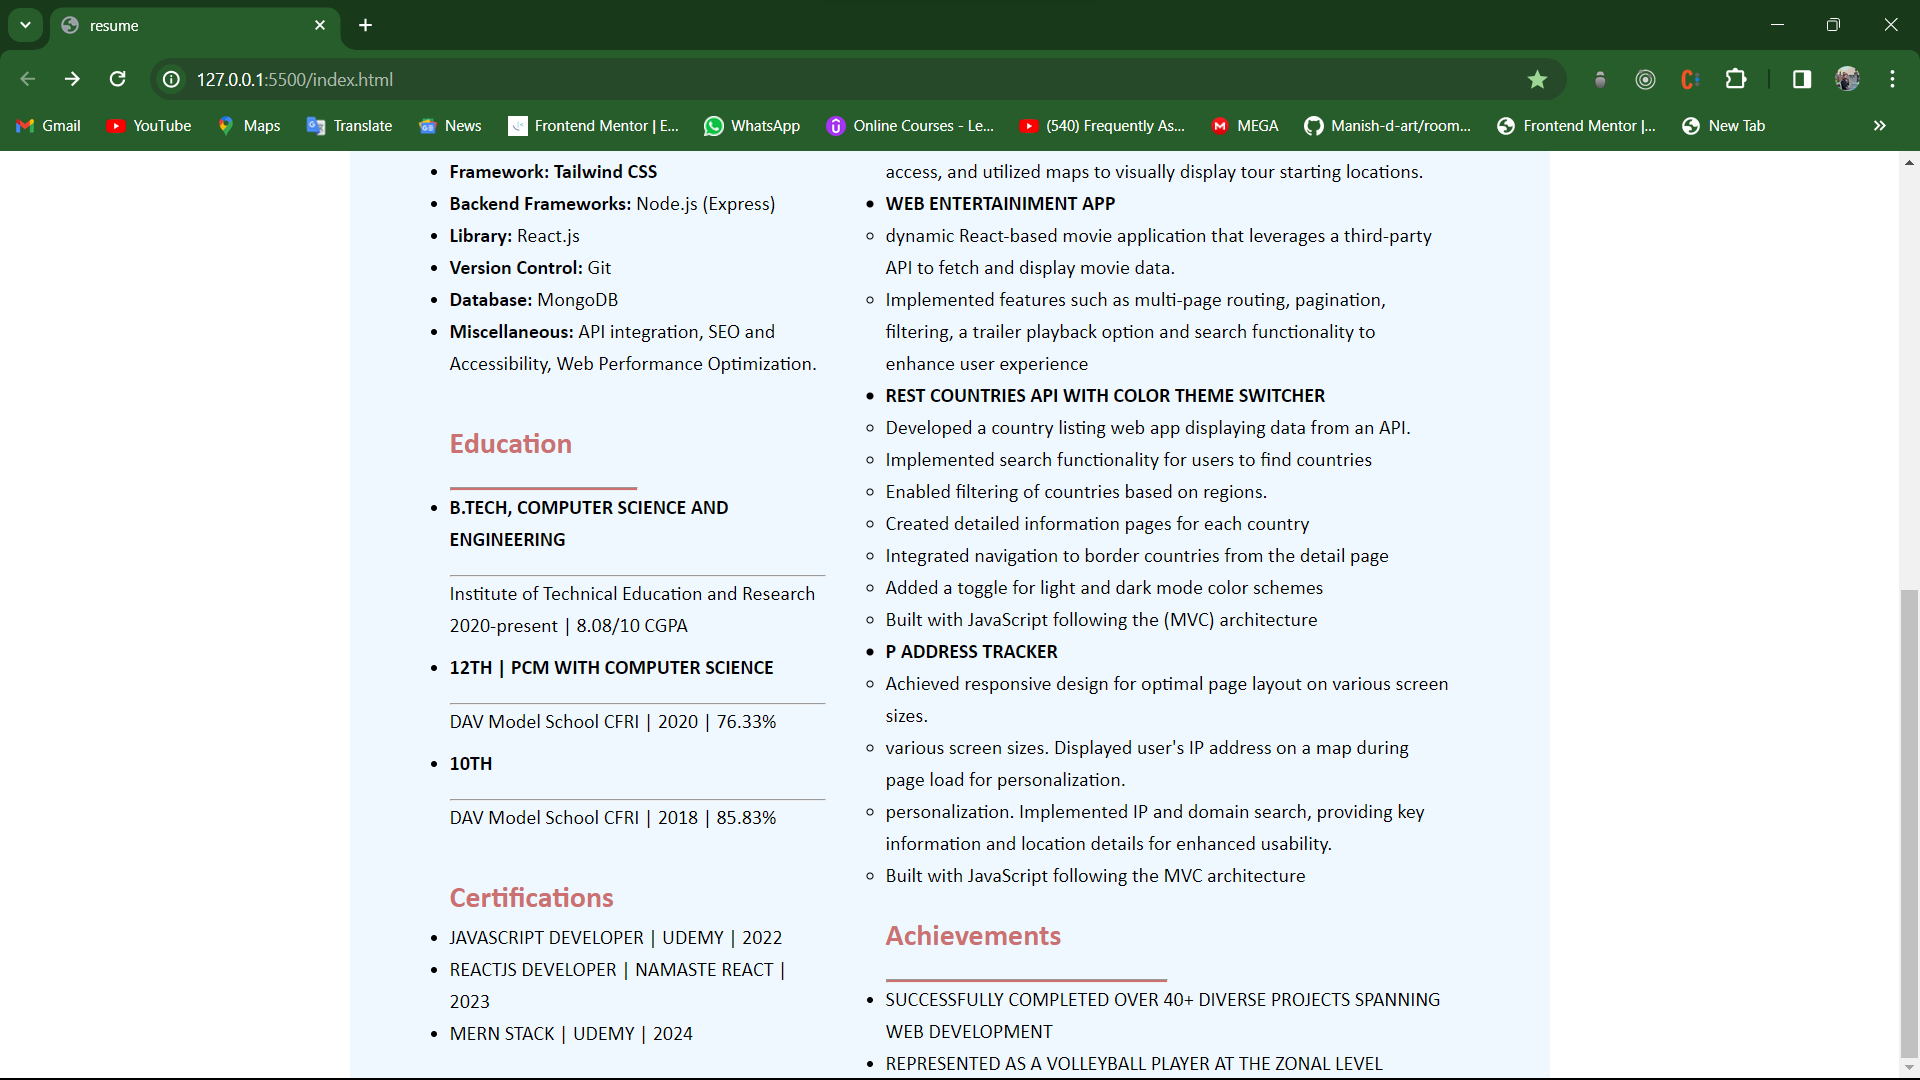 resume
127.0.0.1:5500/index.html
Gmail
YouTube
Maps
Translate
News
Frontend Mentor | E...
WhatsApp
Online Courses - Le...
(540) Frequently As...
MEGA
Manish-d-art/room...
Frontend Mentor |...
New Tab
Framework: Tailwind CSS
Backend Frameworks: Node.js (Express)
Library: React.js
Version Control: Git
Database: MongoDB
Miscellaneous: API integration, SEO and
Accessibility, Web Performance Optimization.
Education
B.TECH, COMPUTER SCIENCE AND
ENGINEERING
Institute of Technical Education and Research
2020-present | 8.08/10 CGPA
12TH | PCM WITH COMPUTER SCIENCE
DAV Model School CFRI | 2020 | 76.33%
10TH
DAV Model School CFRI | 2018 | 85.83%
Certifications
JAVASCRIPT DEVELOPER | UDEMY | 2022
REACTJS DEVELOPER | NAMASTE REACT |
2023
MERN STACK | UDEMY | 2024
access, and utilized maps to visually display tour starting locations.
WEB ENTERTAINIMENT APP
dynamic React-based movie application that leverages a third-party
API to fetch and display movie data.
Implemented features such as multi-page routing, pagination,
filtering, a trailer playback option and search functionality to
enhance user experience
REST COUNTRIES API WITH COLOR THEME SWITCHER
Developed a country listing web app displaying data from an API.
Implemented search functionality for users to find countries
Enabled filtering of countries based on regions.
Created detailed information pages for each country
Integrated navigation to border countries from the detail page
Added a toggle for light and dark mode color schemes
Built with JavaScript following the (MVC) architecture
P ADDRESS TRACKER
Achieved responsive design for optimal page layout on various screen
sizes.
various screen sizes. Displayed user's IP address on a map during
page load for personalization.
personalization. Implemented IP and domain search, providing key
information and location details for enhanced usability.
Built with JavaScript following the MVC architecture
Achievements
SUCCESSFULLY COMPLETED OVER 40+ DIVERSE PROJECTS SPANNING
WEB DEVELOPMENT
REPRESENTED AS A VOLLEYBALL PLAYER AT THE ZONAL LEVEL